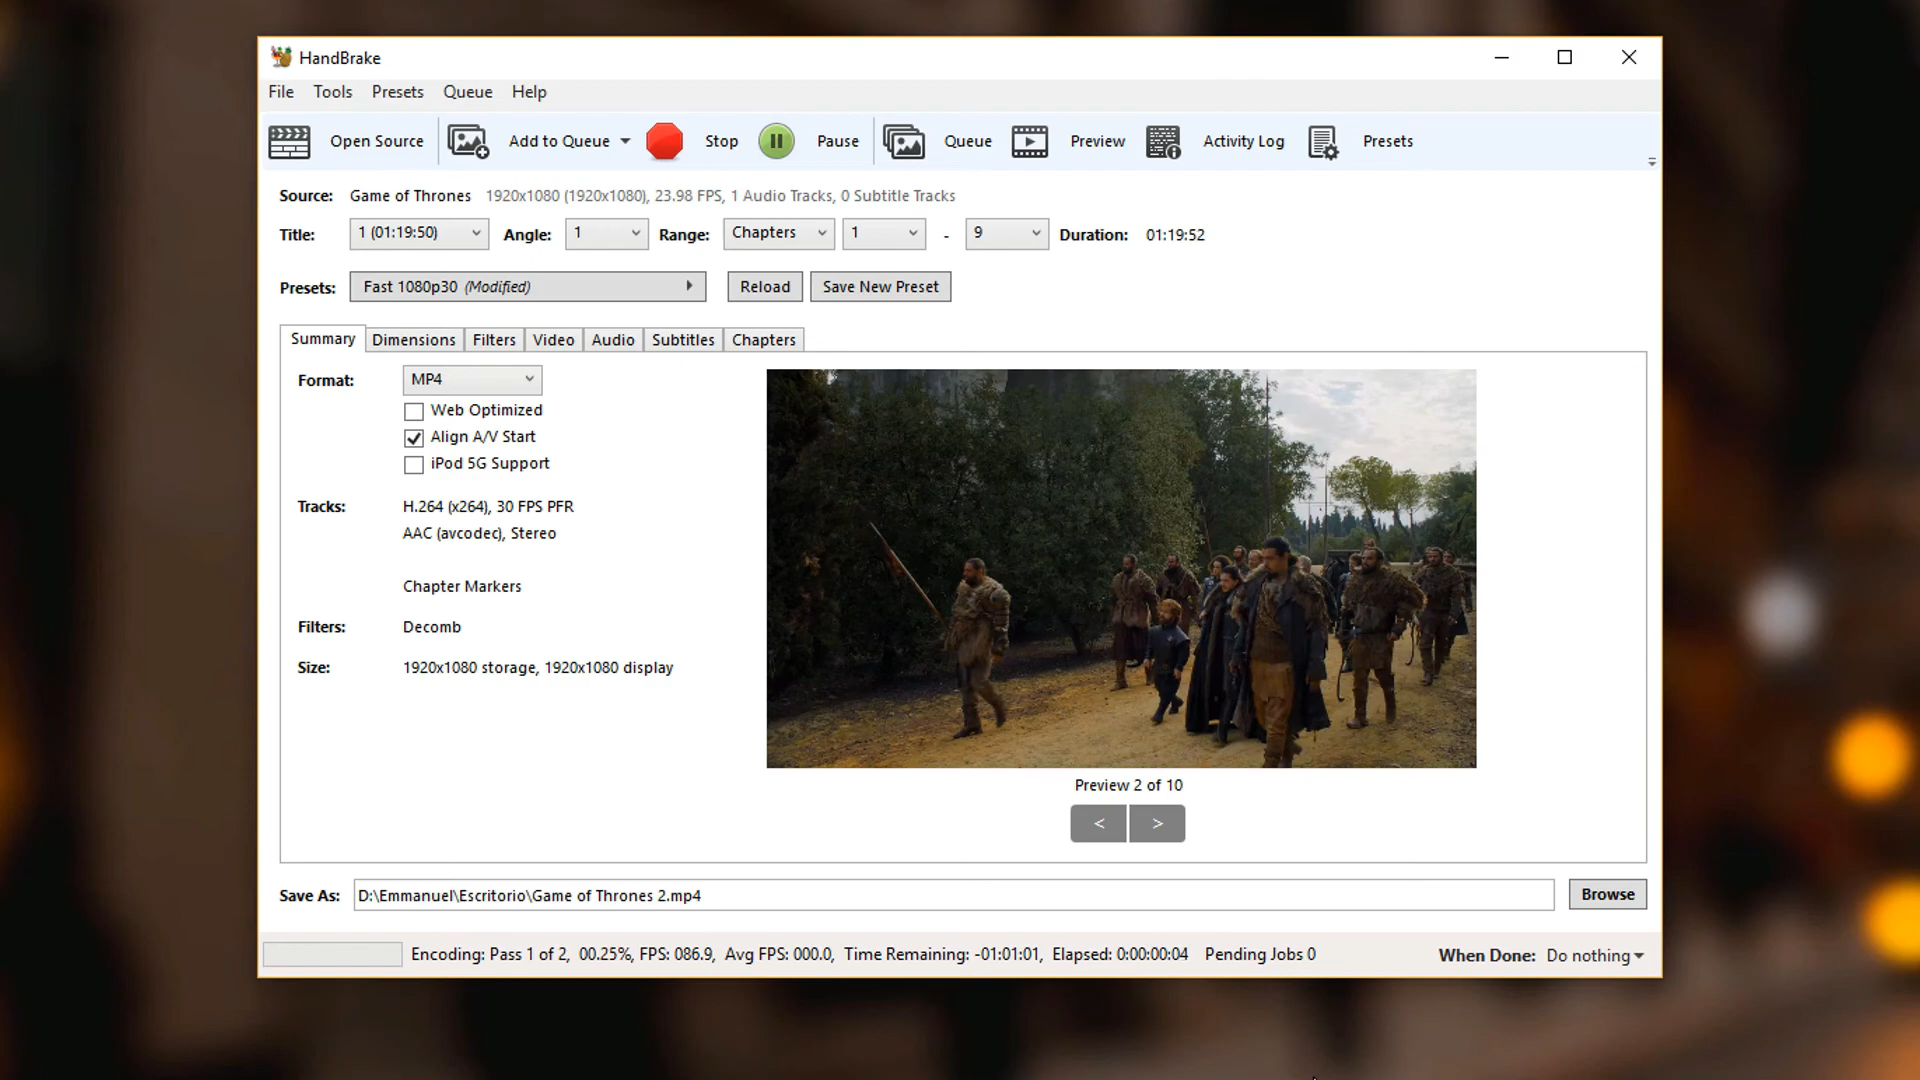 HandBrake
File Tools Presets Queue Help
Open Source Add to Queue Stop Pause Queue Preview Activity Log Presets
Source: Game of Thrones 1920x1080 (1920x1080), 23.98 FPS, 1 Audio Tracks, 0 Subtitle Tracks
Title: 1 (01:19:50) Angle: 1 Range: Chapters 1 - 9 Duration: 01:19:52
Presets: Fast 1080p30 (Modified) Reload Save New Preset
Summary Dimensions Filters Video Audio Subtitles Chapters
Format: MP4
Web Optimized
Align A/V Start
iPod 5G Support
Tracks: H.264 (x264), 30 FPS PFR
AAC (avcodec), Stereo
Chapter Markers
Filters: Decomb
Size: 1920x1080 storage, 1920x1080 display
Preview 2 of 10
< >
Save As: D:\Emmanuel\Escritorio\Game of Thrones 2.mp4 Browse
Encoding: Pass 1 of 2, 00.25%, FPS: 086.9, Avg FPS: 000.0, Time Remaining: -01:01:01, Elapsed: 0:00:00:04 Pending Jobs 0 When Done: Do nothing